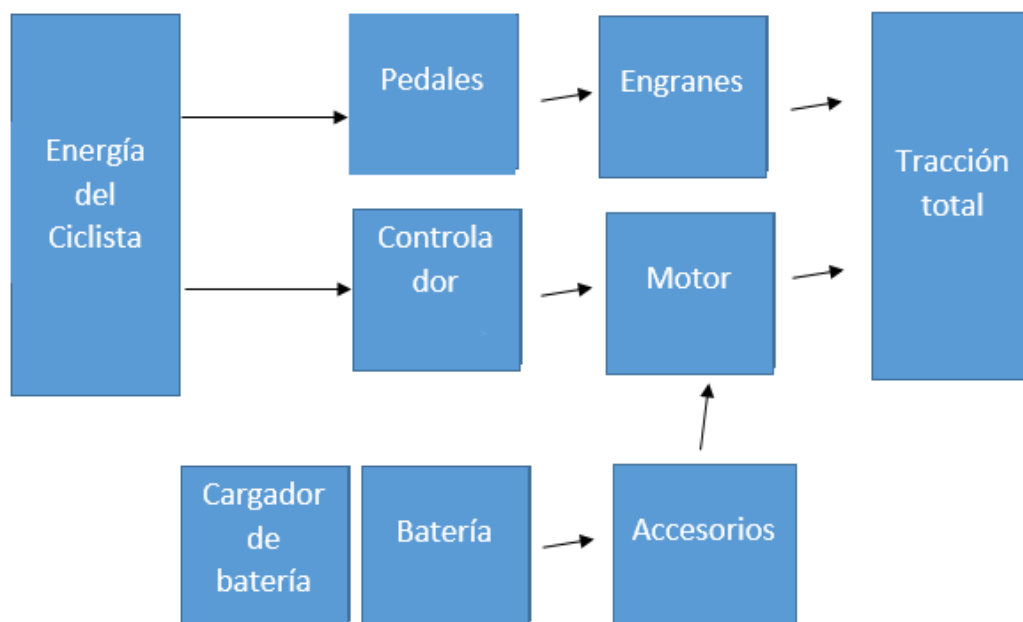 Energía
del
Ciclista
Pedales
Engranes
Tracción
total
Controla
dor
Motor
Cargador
de
batería
Batería
Accesorios